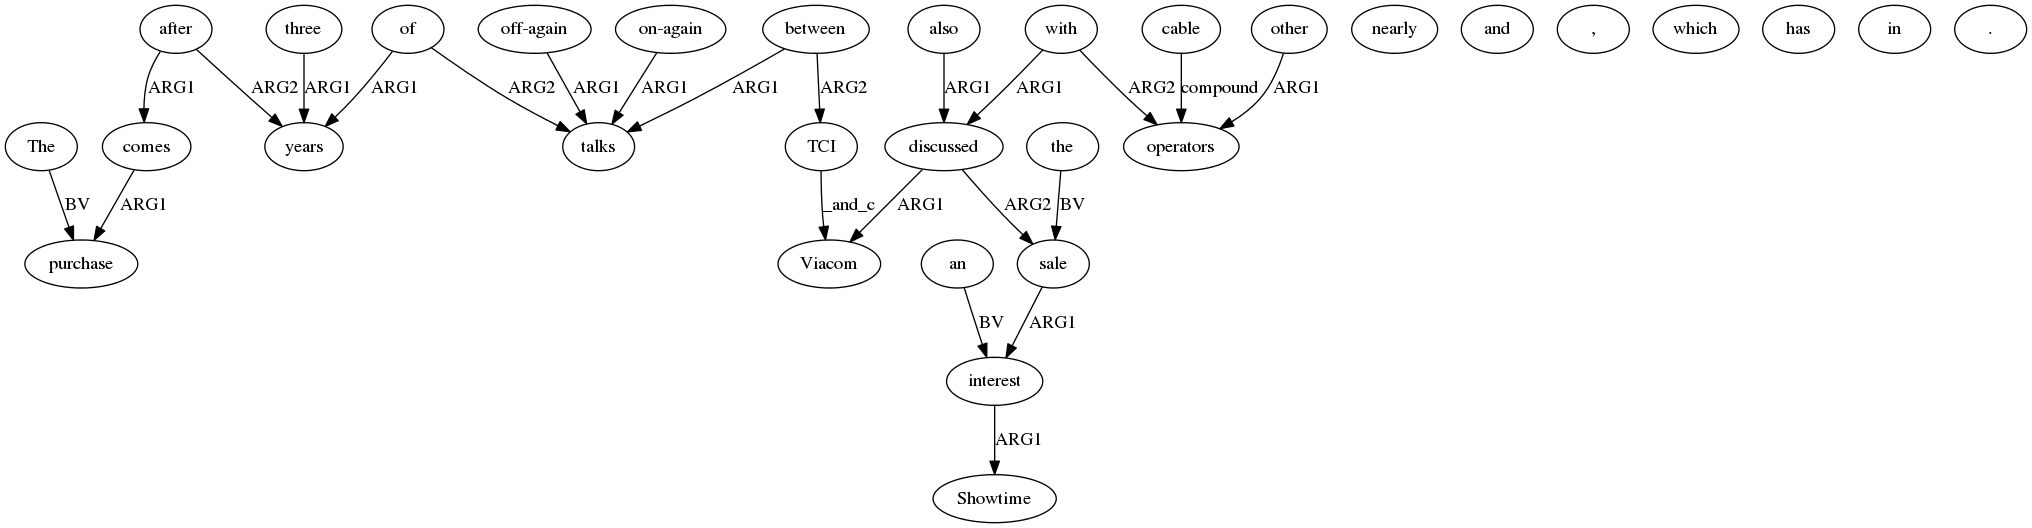 after three of off-again on-again between also with cable other nearly and , which has in .
ARG1 ARG2 ARG1 ARG1 ARG2 ARG1 ARG1 ARG1 ARG2 ARG1 ARG1 ARG2 compound ARG1
The comes years talks TCI discussed the operators
BV ARG1 _and_c ARG1 ARG2 BV
purchase Viacom an sale
BV ARG1
interest
ARG1
Showtime